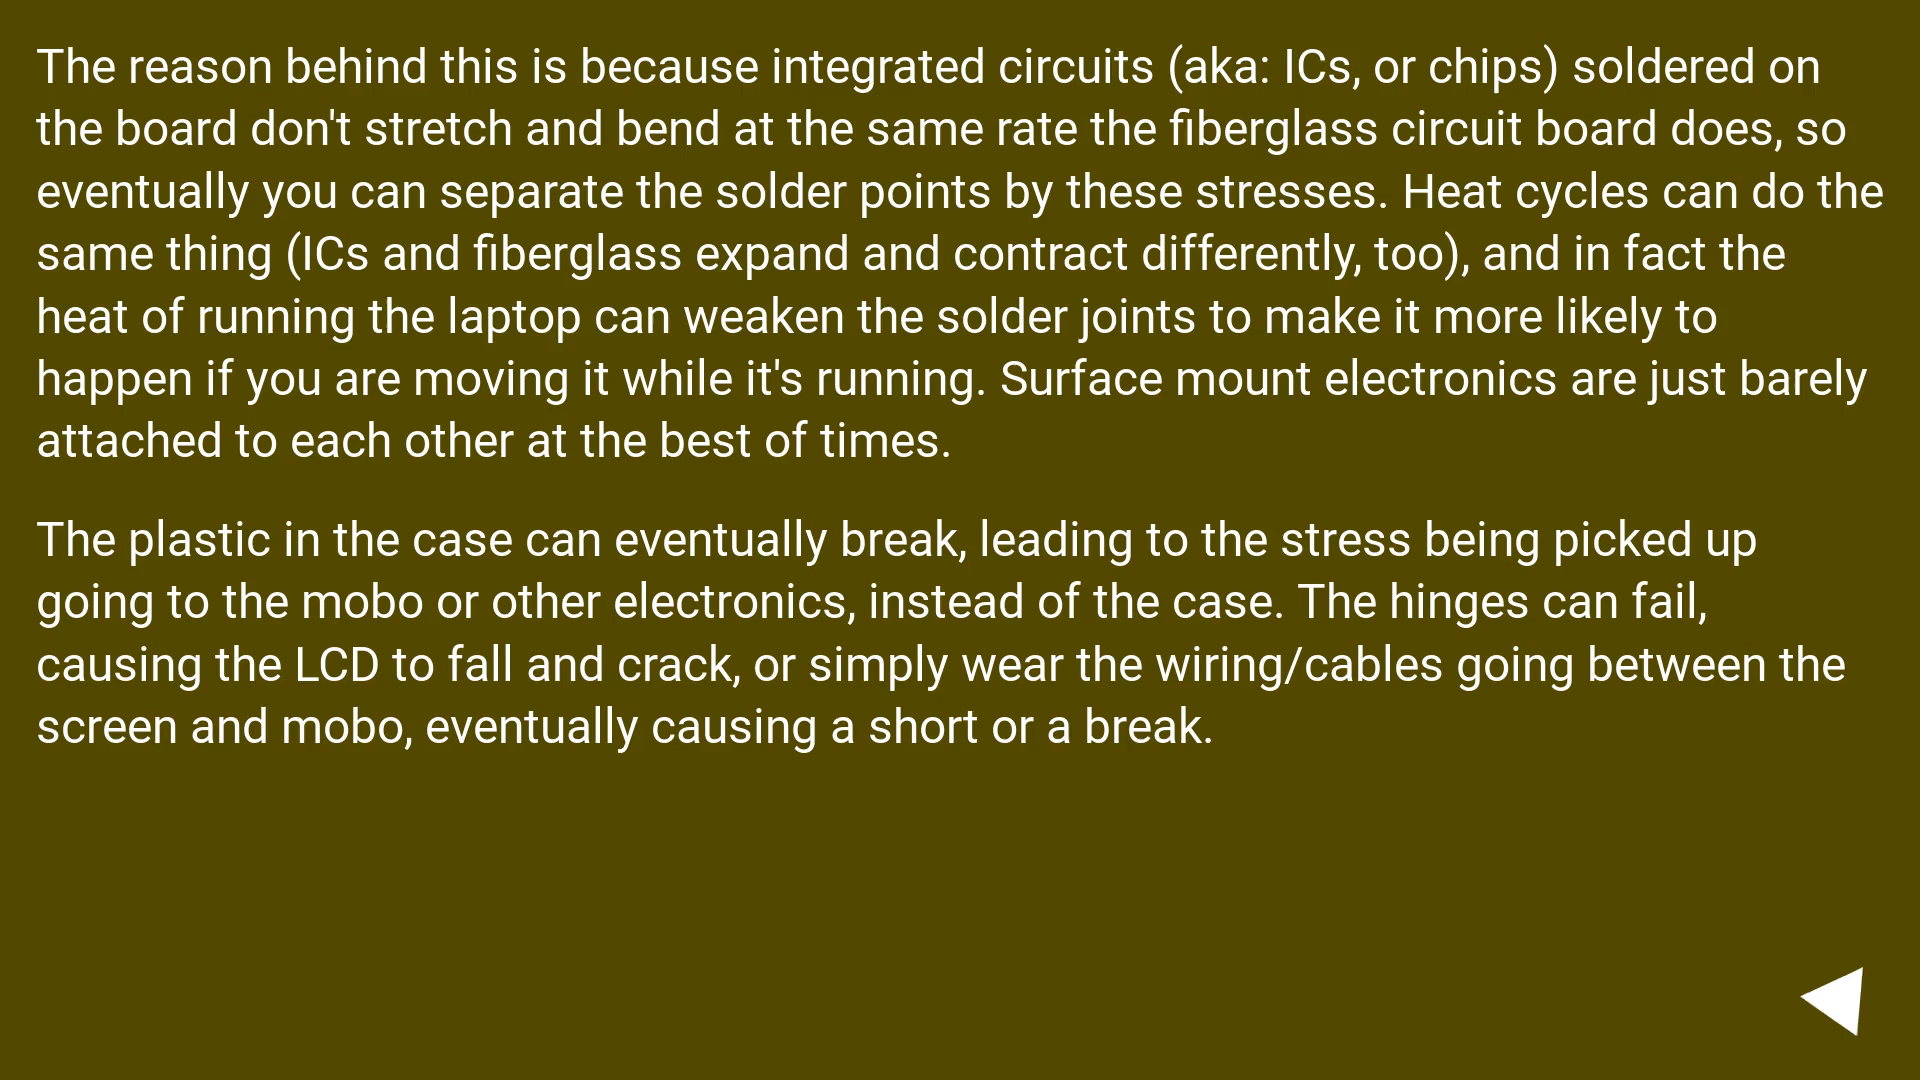 The reason behind this is because integrated circuits (aka: ICs, or chips) soldered on
the board don't stretch and bend at the same rate the fiberglass circuit board does, so
eventually you can separate the solder points by these stresses. Heat cycles can do the
same thing (ICs and fiberglass expand and contract differently, too), and in fact the
heat of running the laptop can weaken the solder joints to make it more likely to
happen if you are moving it while it's running. Surface mount electronics are just barely
attached to each other at the best of times.
The plastic in the case can eventually break, leading to the stress being picked up
going to the mobo or other electronics, instead of the case. The hinges can fail,
causing the LCD to fall and crack, or simply wear the wiring/cables going between the
screen and mobo, eventually causing a short or a break.